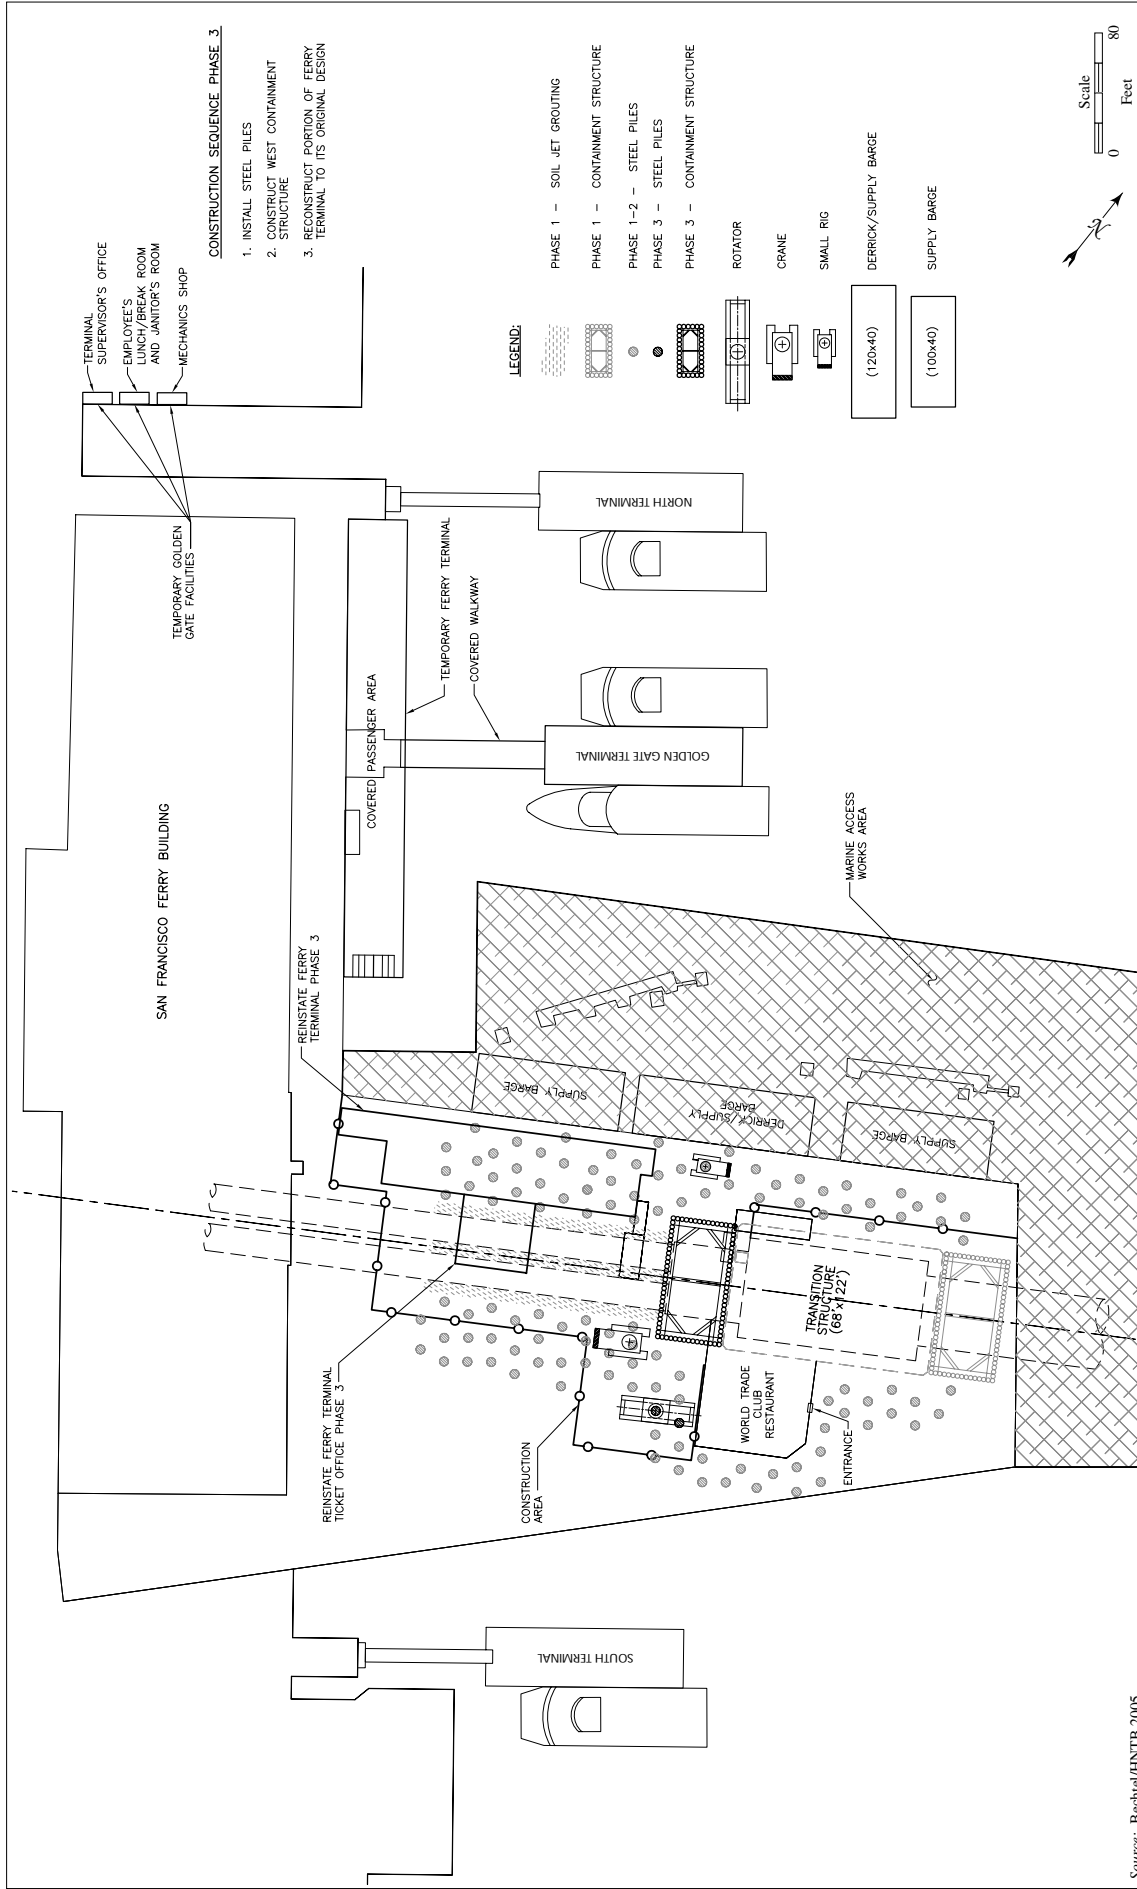 CONSTRUCTION SEQUENCE PHASE 3
1. INSTALL STEEL PILES
2. CONSTRUCT WEST CONTAINMENT
STRUCTURE
3. RECONSTRUCT PORTION OF FERRY
TERMINAL TO ITS ORIGINAL DESIGN
TERMINAL
SUPERVISOR'S OFFICE
EMPLOYEE'S
LUNCH/BREAK ROOM
AND JANITOR'S ROOM
MECHANICS SHOP
TEMPORARY GOLDEN
GATE FACILITIES
LEGEND:
PHASE 1 – SOIL JET GROUTING
PHASE 1 – CONTAINMENT STRUCTURE
PHASE 1–2 – STEEL PILES
PHASE 3 – STEEL PILES
PHASE 3 – CONTAINMENT STRUCTURE
ROTATOR
CRANE
SMALL RIG
(120x40)
DERRICK/SUPPLY BARGE
(100x40)
SUPPLY BARGE
Scale
0
80
Feet
N
SAN FRANCISCO FERRY BUILDING
COVERED PASSENGER AREA
TEMPORARY FERRY TERMINAL
COVERED WALKWAY
NORTH TERMINAL
GOLDEN GATE TERMINAL
MARINE ACCESS
WORKS AREA
REINSTATE FERRY
TERMINAL PHASE 3
SUPPLY BARGE
DERRICK/SUPPLY
BARGE
SUPPLY BARGE
TRANSITION
STRUCTURE
(68'x122')
WORLD TRADE
CLUB
RESTAURANT
ENTRANCE
REINSTATE FERRY TERMINAL
TICKET OFFICE PHASE 3
CONSTRUCTION
AREA
SOUTH TERMINAL
Source: Bechtel/HNTB 2005